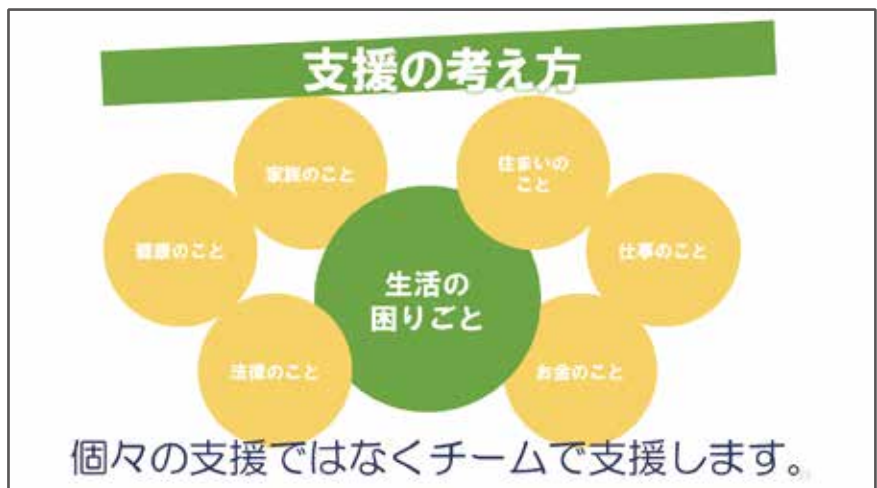 支援の考え方
家族のこと
住まいの
こと
健康のこと
仕事のこと
生活の
困りごと
法律のこと
お金のこと
個々の支援ではなくチームで支援します。